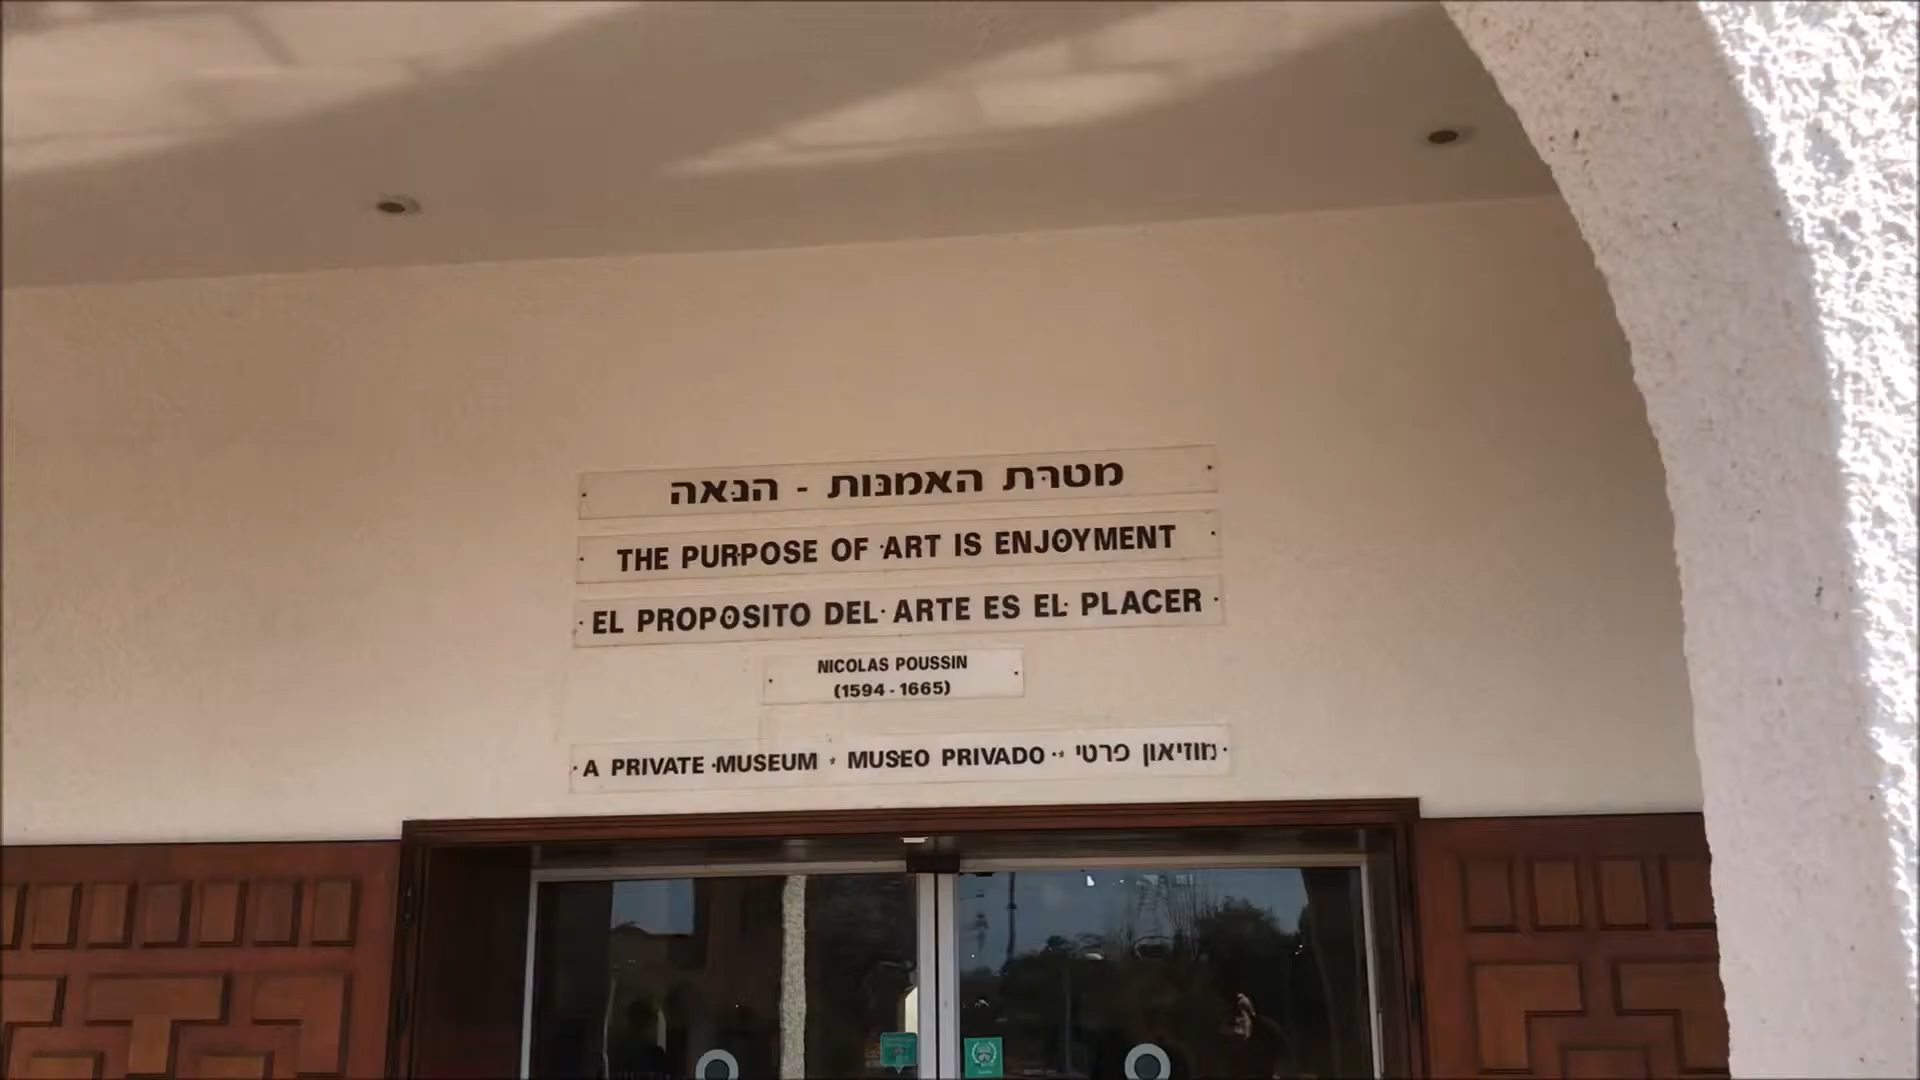 מטרת האמנות - הנאה
THE PURPOSE OF ART IS ENJOYMENT
EL PROPOSITO DEL ARTE ES EL PLACER
NICOLAS POUSSIN
(1594 - 1665)
A PRIVATE MUSEUM * MUSEO PRIVADO * מוזיאון פרטי